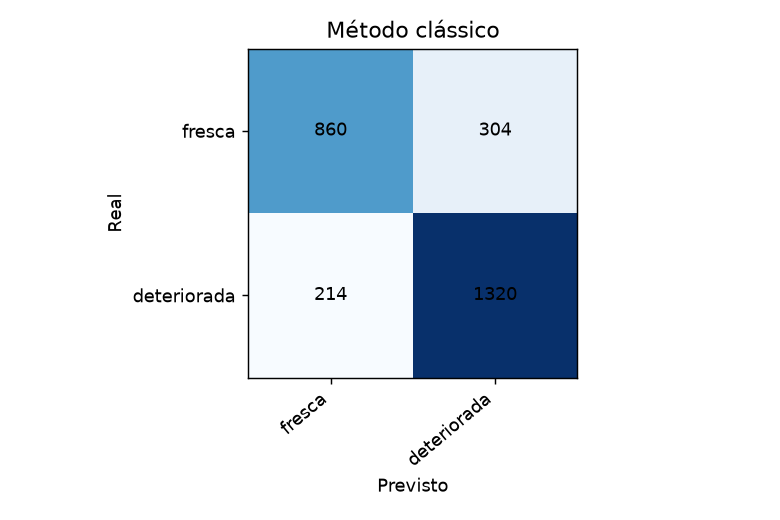 Método clássico
fresca
860
304
Real
deteriorada
214
1320
fresca
deteriorada
Previsto